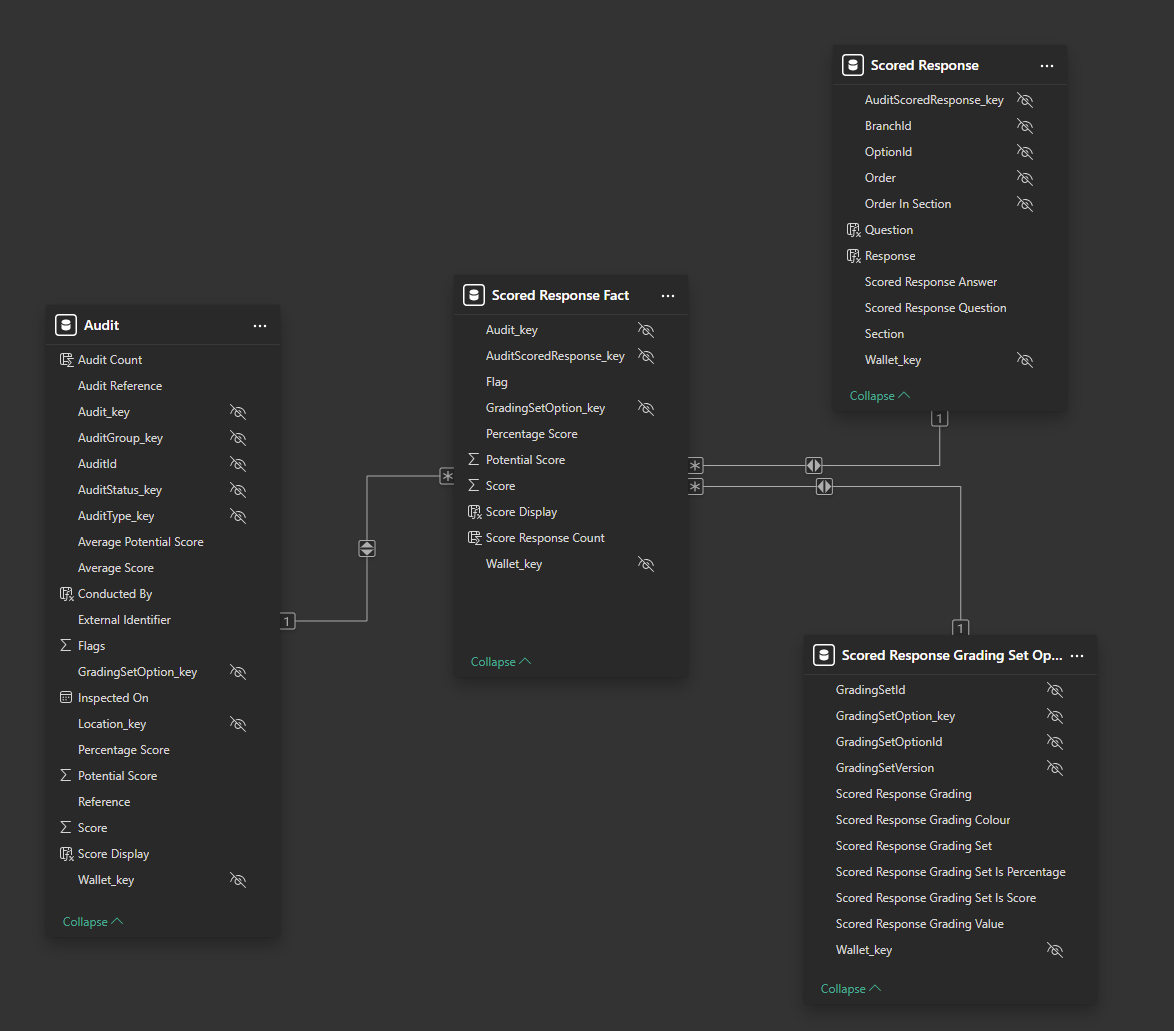 Audit
Audit Count
Audit Reference
Audit_key
AuditGroup_key
AuditId
AuditStatus_key
AuditType_key
Average Potential Score
Average Score
Conducted By
External Identifier
Flags
GradingSetOption_key
Inspected On
Location_key
Percentage Score
Potential Score
Reference
Score
Score Display
Wallet_key
Collapse
1
*
Scored Response Fact
Audit_key
AuditScoredResponse_key
Flag
GradingSetOption_key
Percentage Score
Potential Score
Score
Score Display
Score Response Count
Wallet_key
Collapse
*
*
Scored Response
AuditScoredResponse_key
BranchId
OptionId
Order
Order In Section
Question
Response
Scored Response Answer
Scored Response Question
Section
Wallet_key
Collapse
1
1
Scored Response Grading Set Op...
GradingSetId
GradingSetOption_key
GradingSetOptionId
GradingSetVersion
Scored Response Grading
Scored Response Grading Colour
Scored Response Grading Set
Scored Response Grading Set Is Percentage
Scored Response Grading Set Is Score
Scored Response Grading Value
Wallet_key
Collapse